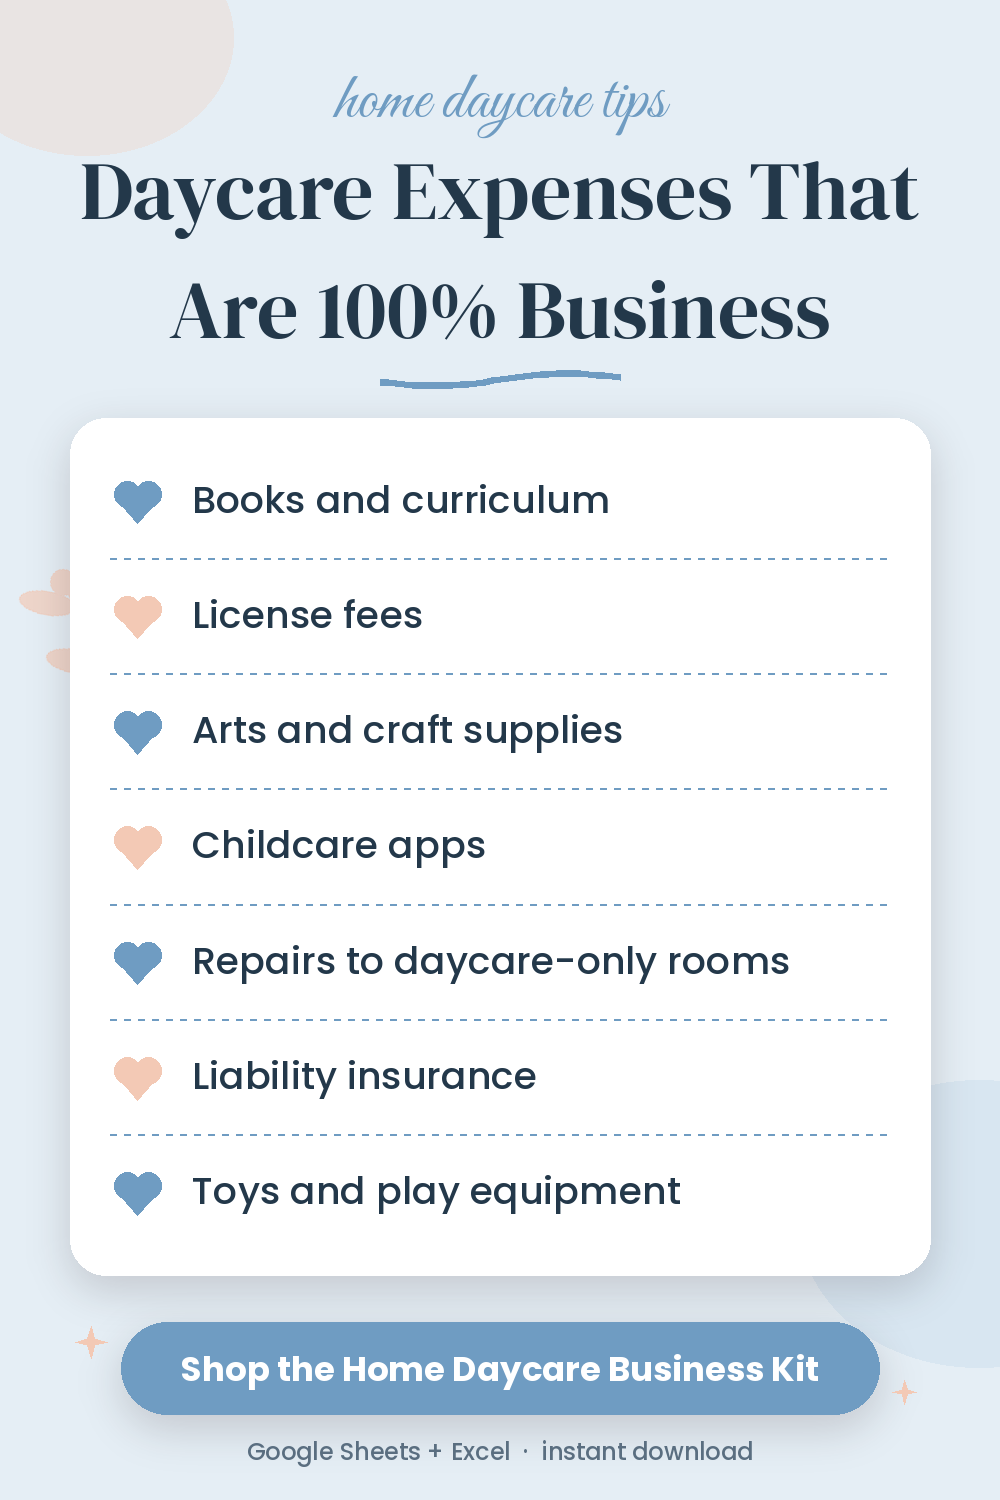 home daycare tips
Daycare Expenses That
Are 100% Business
Books and curriculum
License fees
Arts and craft supplies
Childcare apps
Repairs to daycare-only rooms
Liability insurance
Toys and play equipment
Shop the Home Daycare Business Kit
Google Sheets + Excel · instant download